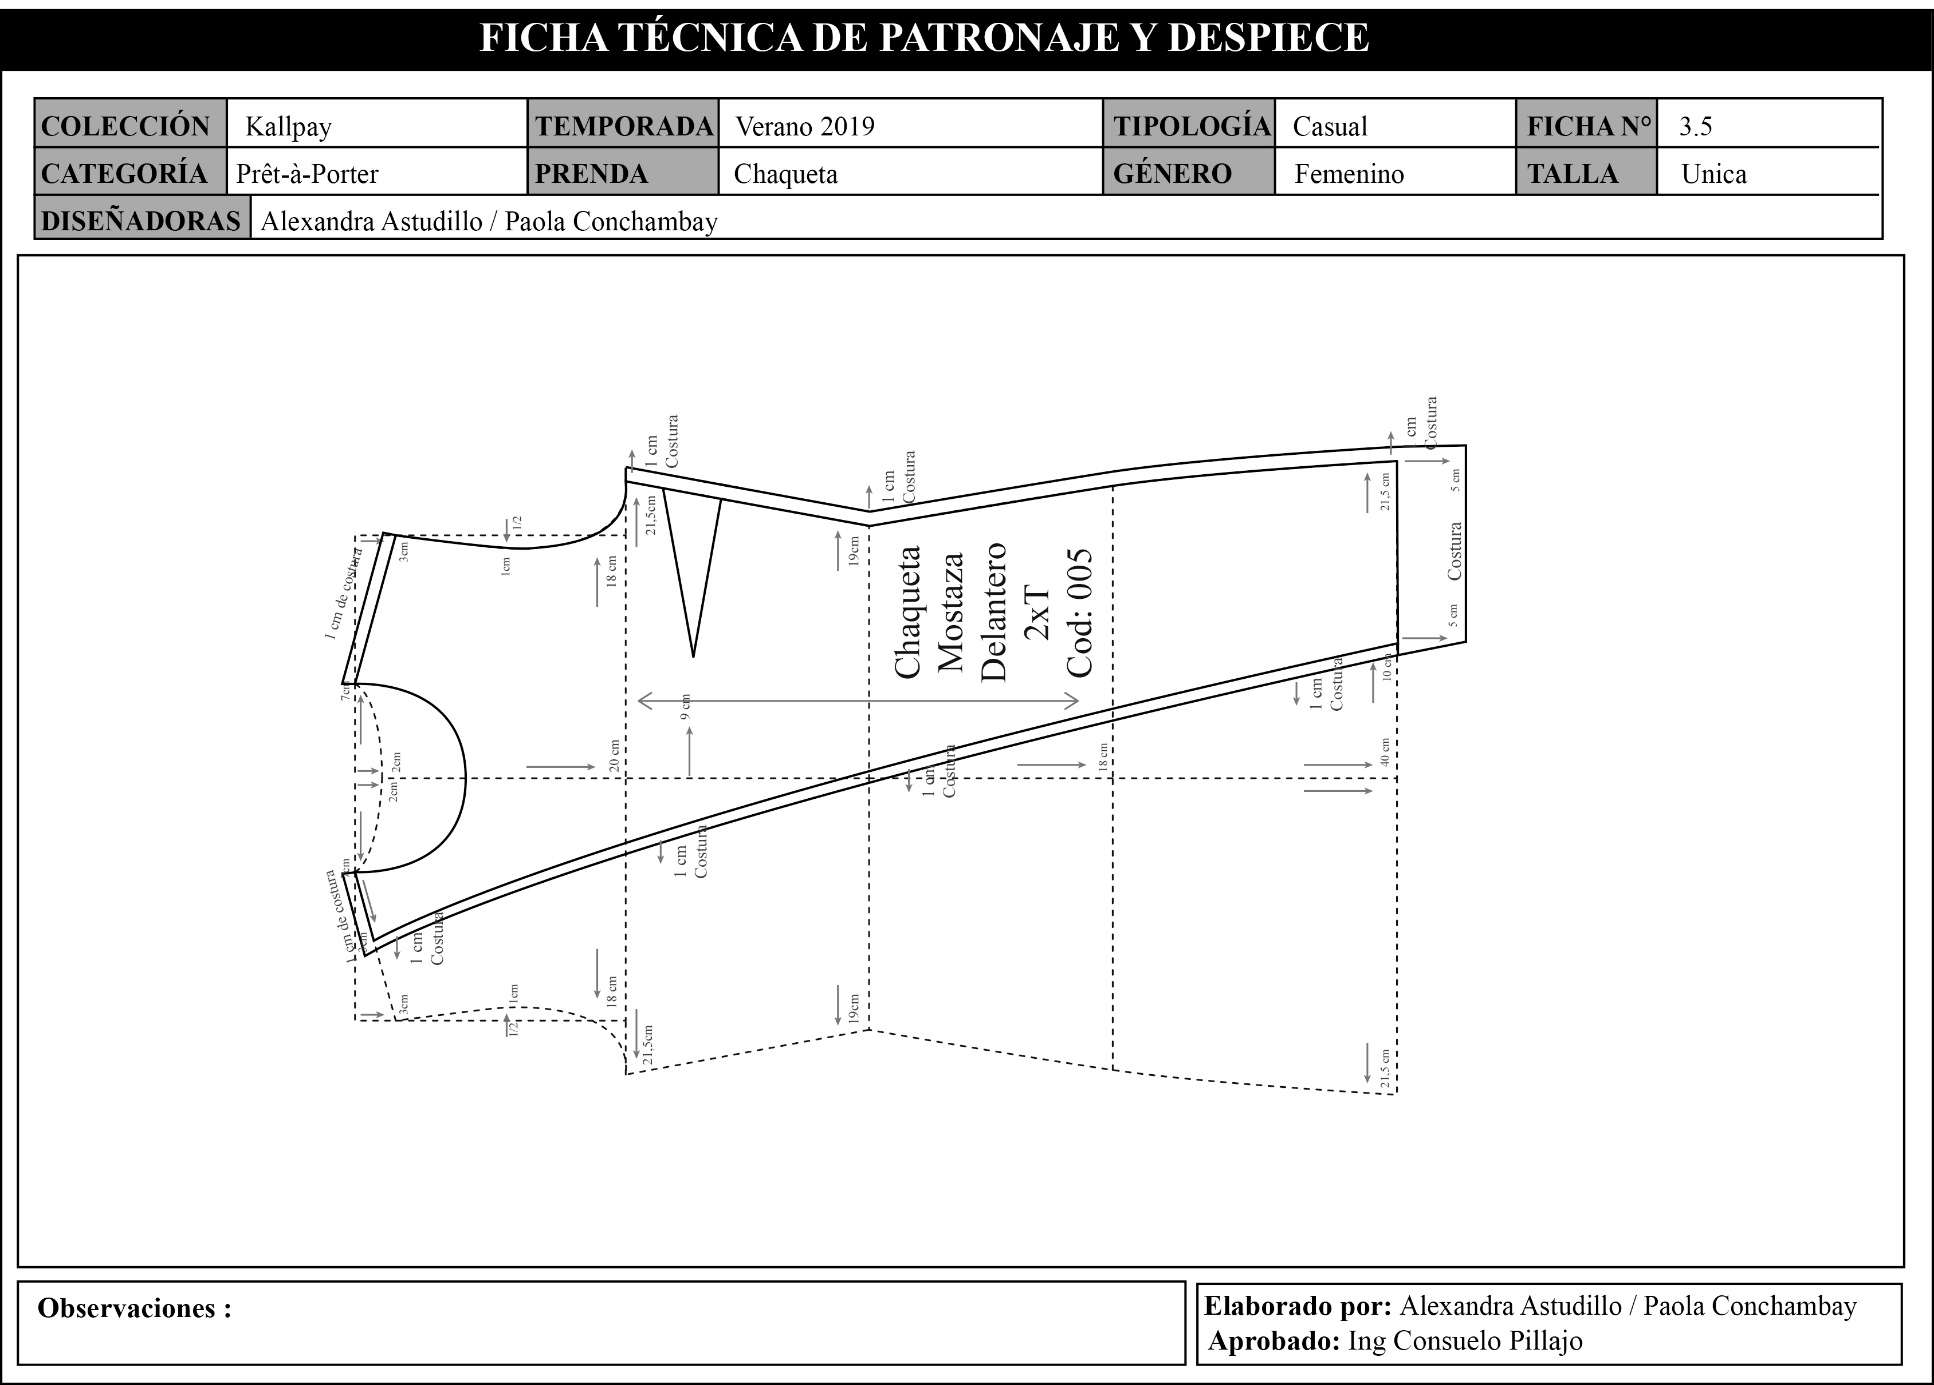 FICHA TÉCNICA DE PATRONAJE Y DESPIECE
COLECCIÓN Kallpay TEMPORADA Verano 2019 TIPOLOGÍA Casual FICHA N° 3.5
CATEGORÍA Prêt-à-Porter PRENDA Chaqueta GÉNERO Femenino TALLA Unica
DISEÑADORAS Alexandra Astudillo / Paola Conchambay
1 cm
Costura
1 cm
Costura
1 cm
Costura
21,5cm
21,5 cm
5 cm
1/2
1cm
3cm
18 cm
19cm
1 cm de costura
Costura
5 cm
Chaqueta
Mostaza
Delantero
2xT
Cod: 005
7cm
9 cm
10 cm
1 cm
Costura
2cm
2cm
20 cm
18 cm
40 cm
1 cm
Costura
1 cm
Costura
1 cm de costura
1 cm
Costura
3cm
1cm
1/2
18 cm
19cm
21,5cm
21,5 cm
Observaciones :
Elaborado por: Alexandra Astudillo / Paola Conchambay
Aprobado: Ing Consuelo Pillajo